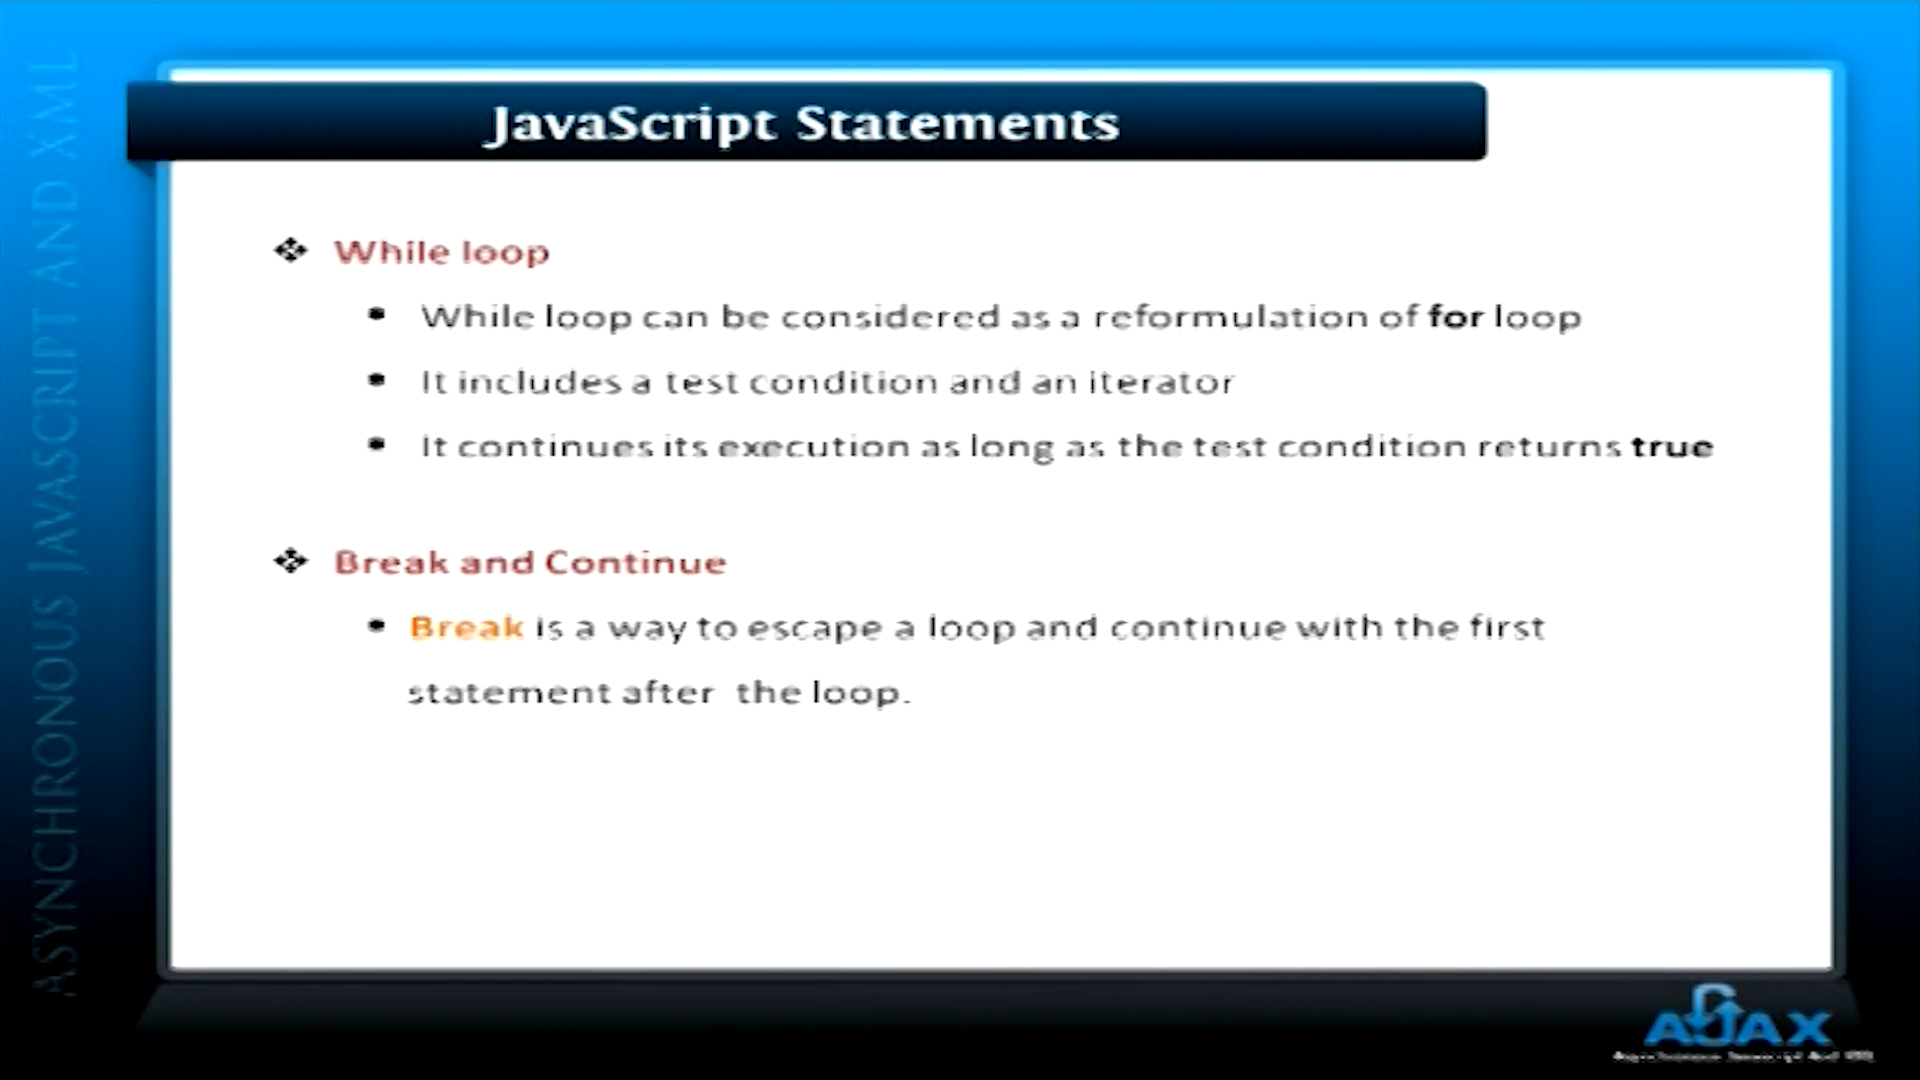 JavaScript Statements
While loop
While loop can be considered as a reformulation of for loop
It includes a test condition and an iterator
It continues its execution as long as the test condition returns true
Break and Continue
Break is a way to escape a loop and continue with the first
statement after the loop.
ASYNCHRONOUS JAVASCRIPT AND XML
AJAX